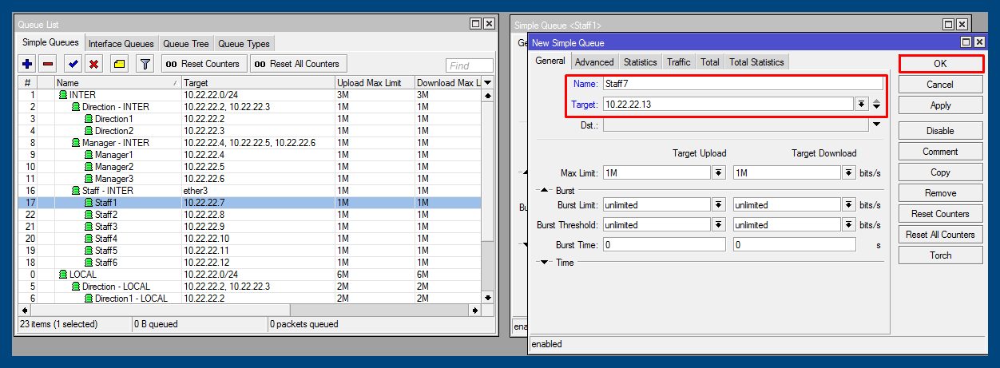 Queue List
Simple Queues Interface Queues Queue Tree Queue Types
00 Reset Counters 00 Reset All Counters Find
# Name Target Upload Max Limit Download Max L
1 INTER 10.22.22.0/24 3M 3M
2 Direction - INTER 10.22.22.2, 10.22.22.3 1M 1M
3 Direction1 10.22.22.2 1M 1M
4 Direction2 10.22.22.3 1M 1M
8 Manager - INTER 10.22.22.4, 10.22.22.5, 10.22.22.6 1M 1M
9 Manager1 10.22.22.4 1M 1M
10 Manager2 10.22.22.5 1M 1M
11 Manager3 10.22.22.6 1M 1M
16 Staff - INTER ether3 1M 1M
17 Staff1 10.22.22.7 1M 1M
22 Staff2 10.22.22.8 1M 1M
21 Staff3 10.22.22.9 1M 1M
20 Staff4 10.22.22.10 1M 1M
19 Staff5 10.22.22.11 1M 1M
18 Staff6 10.22.22.12 1M 1M
0 LOCAL 10.22.22.0/24 6M 6M
5 Direction - LOCAL 10.22.22.2, 10.22.22.3 2M 2M
6 Direction1 - LOCAL 10.22.22.2 2M 2M
23 items (1 selected) 0 B queued 0 packets queued
Simple Queue <Staff1>
Ge
Bu
ena
New Simple Queue
General Advanced Statistics Traffic Total Total Statistics
Name: Staff7
Target: 10.22.22.13
Dst.:
Target Upload Target Download
Max Limit: 1M 1M bits/s
Burst
Burst Limit: unlimited unlimited bits/s
Burst Threshold: unlimited unlimited bits/s
Burst Time: 0 0 s
Time
enabled
OK
Cancel
Apply
Disable
Comment
Copy
Remove
Reset Counters
Reset All Counters
Torch